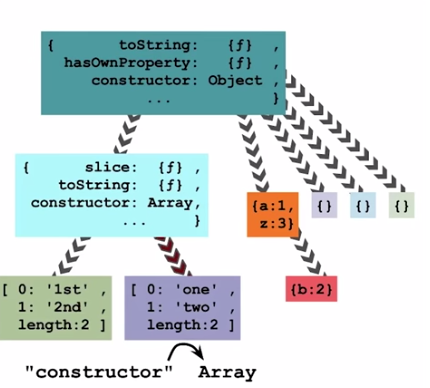 { toString: {ƒ} ,
hasOwnProperty: {ƒ} ,
constructor: Object ,
... }
{ slice: {ƒ} ,
toString: {ƒ} ,
constructor: Array,
... }
{a:1,
z:3}
{}
{}
{}
[ 0: '1st' ,
1: '2nd' ,
length:2 ]
[ 0: 'one' ,
1: 'two' ,
length:2 ]
{b:2}
"constructor" Array